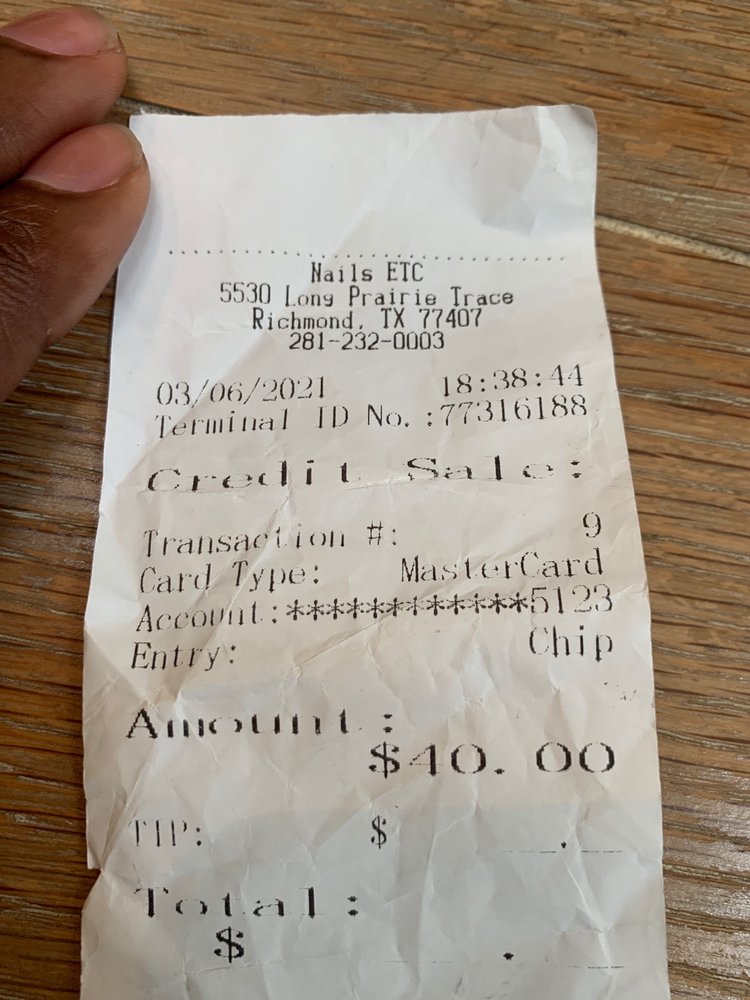 Nails ETC
5530 Long Prairie Trace
Richmond, TX 77407
281-232-0003
03/06/2021 18:38:44
Terminal ID No.:77316188
Credit Sale:
Transaction #: 9
Card Type: MasterCard
Account:************5123
Entry: Chip
Amount:
$40.00
TIP: $ ___.___
Total:
$ .